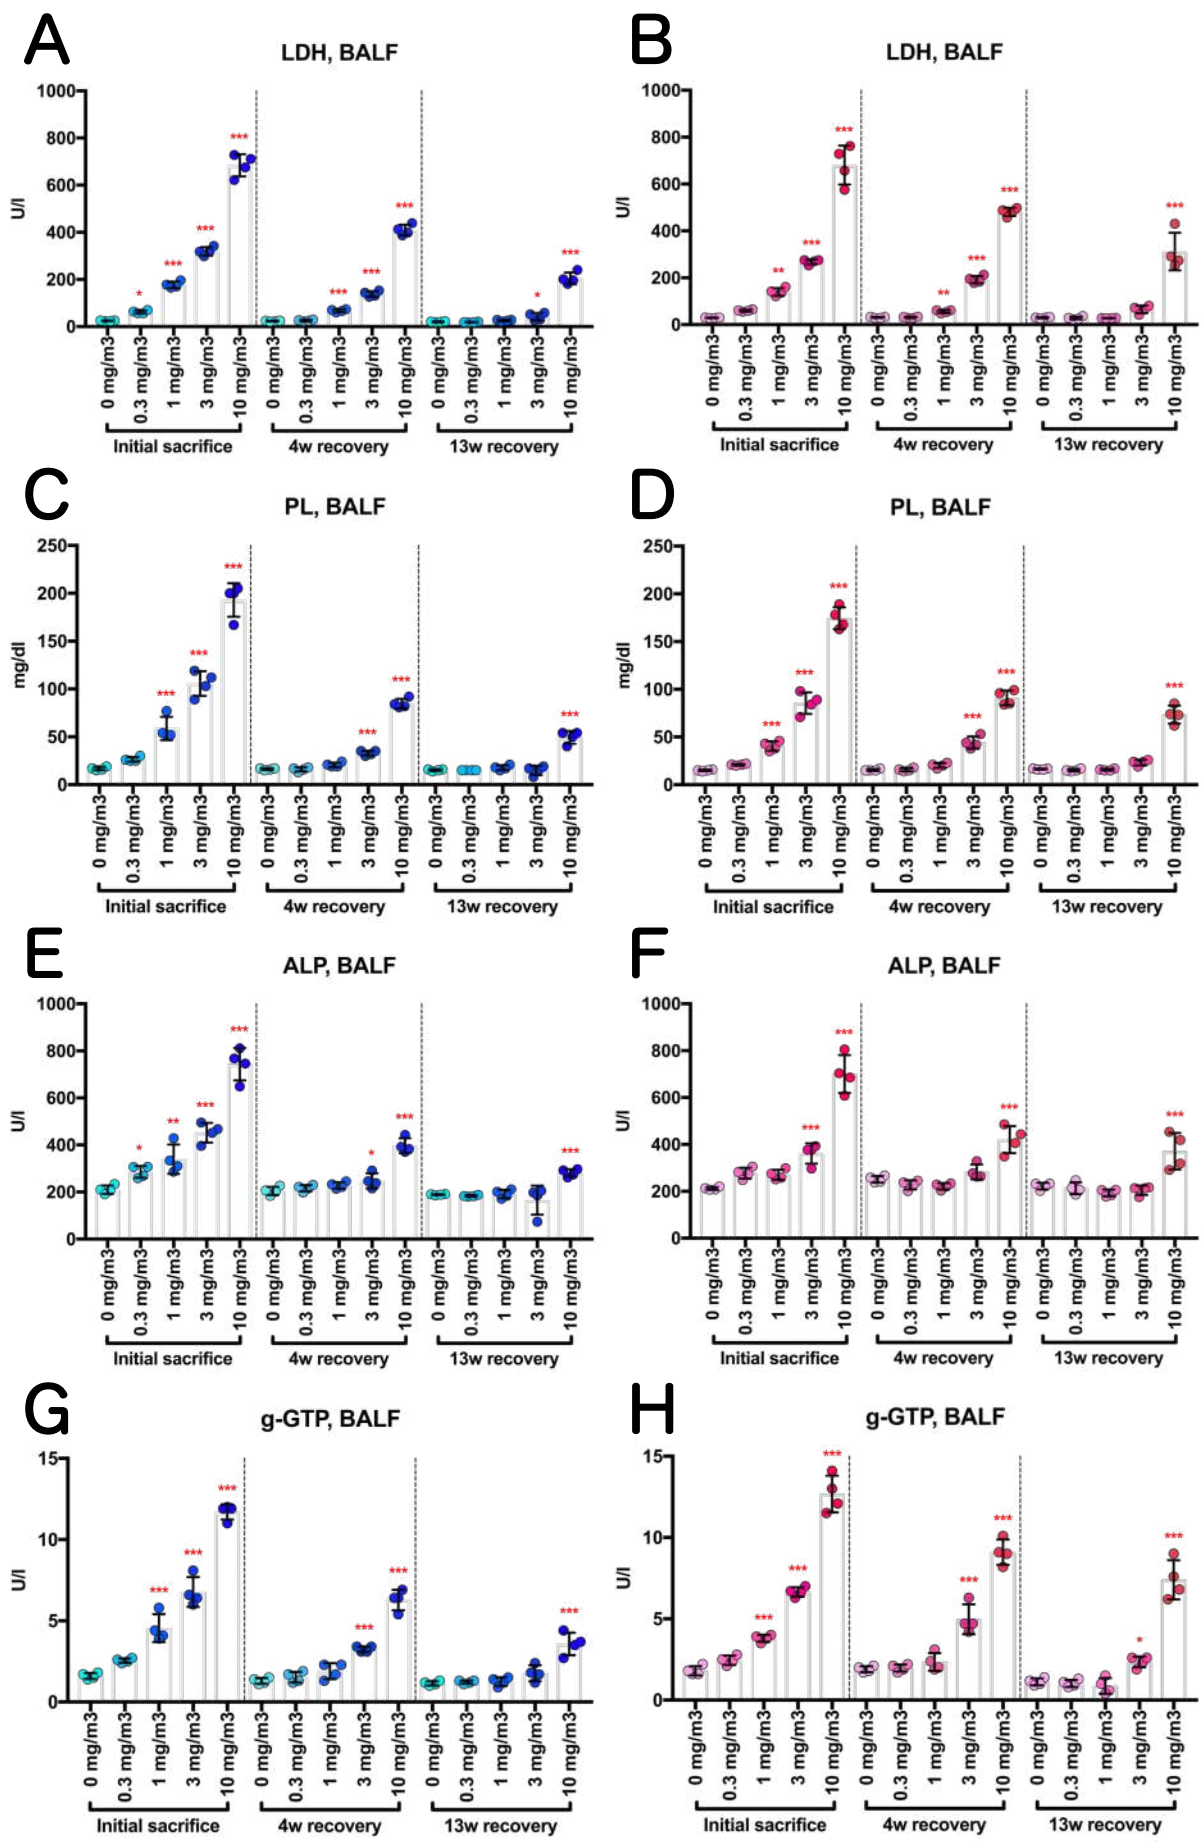 A
LDH, BALF
U/l
1000
800
600
400
200
0
*
***
***
***
***
***
***
*
***
0 mg/m3
0.3 mg/m3
1 mg/m3
3 mg/m3
10 mg/m3
0 mg/m3
0.3 mg/m3
1 mg/m3
3 mg/m3
10 mg/m3
0 mg/m3
0.3 mg/m3
1 mg/m3
3 mg/m3
10 mg/m3
Initial sacrifice
4w recovery
13w recovery
B
LDH, BALF
U/l
1000
800
600
400
200
0
**
***
***
**
***
***
***
0 mg/m3
0.3 mg/m3
1 mg/m3
3 mg/m3
10 mg/m3
0 mg/m3
0.3 mg/m3
1 mg/m3
3 mg/m3
10 mg/m3
0 mg/m3
0.3 mg/m3
1 mg/m3
3 mg/m3
10 mg/m3
Initial sacrifice
4w recovery
13w recovery
C
PL, BALF
mg/dl
250
200
150
100
50
0
***
***
***
***
***
***
0 mg/m3
0.3 mg/m3
1 mg/m3
3 mg/m3
10 mg/m3
0 mg/m3
0.3 mg/m3
1 mg/m3
3 mg/m3
10 mg/m3
0 mg/m3
0.3 mg/m3
1 mg/m3
3 mg/m3
10 mg/m3
Initial sacrifice
4w recovery
13w recovery
D
PL, BALF
mg/dl
250
200
150
100
50
0
***
***
***
***
***
***
0 mg/m3
0.3 mg/m3
1 mg/m3
3 mg/m3
10 mg/m3
0 mg/m3
0.3 mg/m3
1 mg/m3
3 mg/m3
10 mg/m3
0 mg/m3
0.3 mg/m3
1 mg/m3
3 mg/m3
10 mg/m3
Initial sacrifice
4w recovery
13w recovery
E
ALP, BALF
U/l
1000
800
600
400
200
0
*
**
***
***
*
***
***
0 mg/m3
0.3 mg/m3
1 mg/m3
3 mg/m3
10 mg/m3
0 mg/m3
0.3 mg/m3
1 mg/m3
3 mg/m3
10 mg/m3
0 mg/m3
0.3 mg/m3
1 mg/m3
3 mg/m3
10 mg/m3
Initial sacrifice
4w recovery
13w recovery
F
ALP, BALF
U/l
1000
800
600
400
200
0
***
***
***
***
0 mg/m3
0.3 mg/m3
1 mg/m3
3 mg/m3
10 mg/m3
0 mg/m3
0.3 mg/m3
1 mg/m3
3 mg/m3
10 mg/m3
0 mg/m3
0.3 mg/m3
1 mg/m3
3 mg/m3
10 mg/m3
Initial sacrifice
4w recovery
13w recovery
G
g-GTP, BALF
U/l
15
10
5
0
***
***
***
***
***
***
0 mg/m3
0.3 mg/m3
1 mg/m3
3 mg/m3
10 mg/m3
0 mg/m3
0.3 mg/m3
1 mg/m3
3 mg/m3
10 mg/m3
0 mg/m3
0.3 mg/m3
1 mg/m3
3 mg/m3
10 mg/m3
Initial sacrifice
4w recovery
13w recovery
H
g-GTP, BALF
U/l
15
10
5
0
***
***
***
***
***
*
***
0 mg/m3
0.3 mg/m3
1 mg/m3
3 mg/m3
10 mg/m3
0 mg/m3
0.3 mg/m3
1 mg/m3
3 mg/m3
10 mg/m3
0 mg/m3
0.3 mg/m3
1 mg/m3
3 mg/m3
10 mg/m3
Initial sacrifice
4w recovery
13w recovery